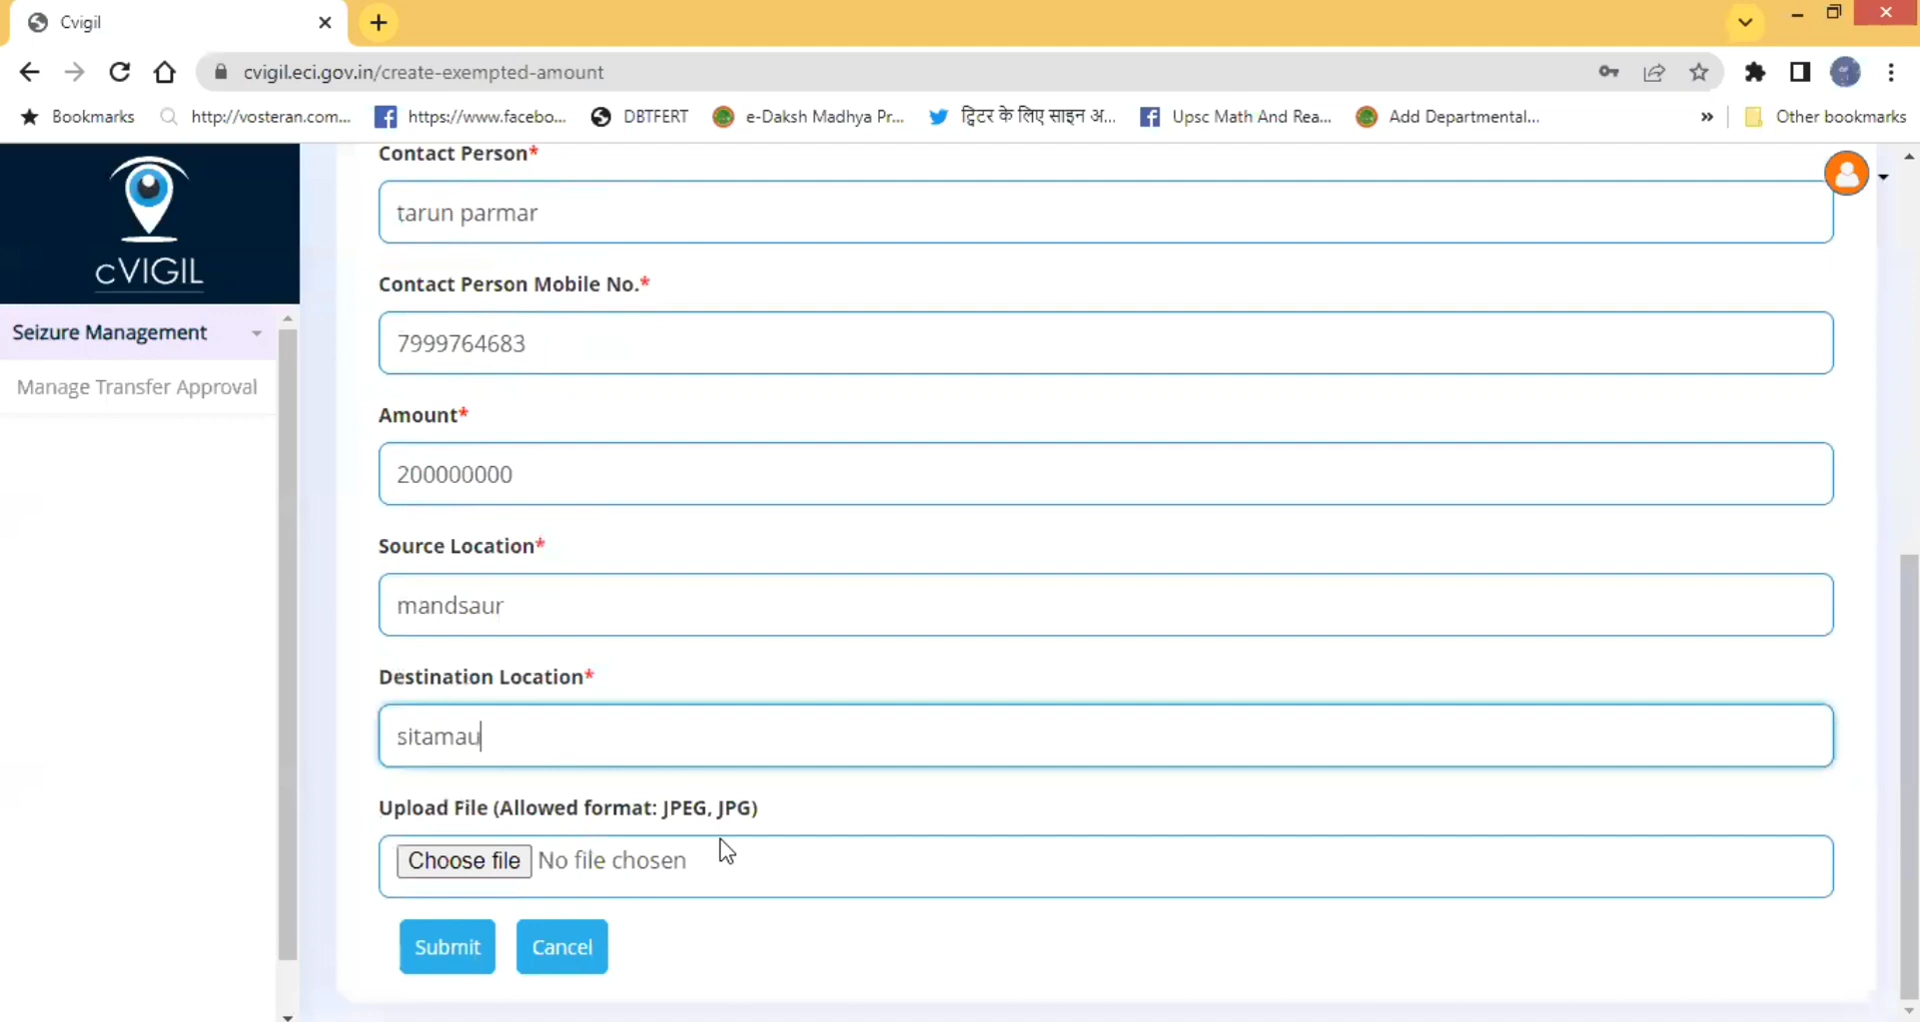 Cvigil
cvigil.eci.gov.in/create-exempted-amount
Bookmarks http://vosteran.com... https://www.facebo... DBTFERT e-Daksh Madhya Pr... ट्विटर के लिए साइन अ... Upsc Math And Rea... Add Departmental... » Other bookmarks
cVIGIL
Seizure Management
Manage Transfer Approval
Contact Person*
tarun parmar
Contact Person Mobile No.*
7999764683
Amount*
200000000
Source Location*
mandsaur
Destination Location*
sitamau
Upload File (Allowed format: JPEG, JPG)
Choose file No file chosen
Submit Cancel